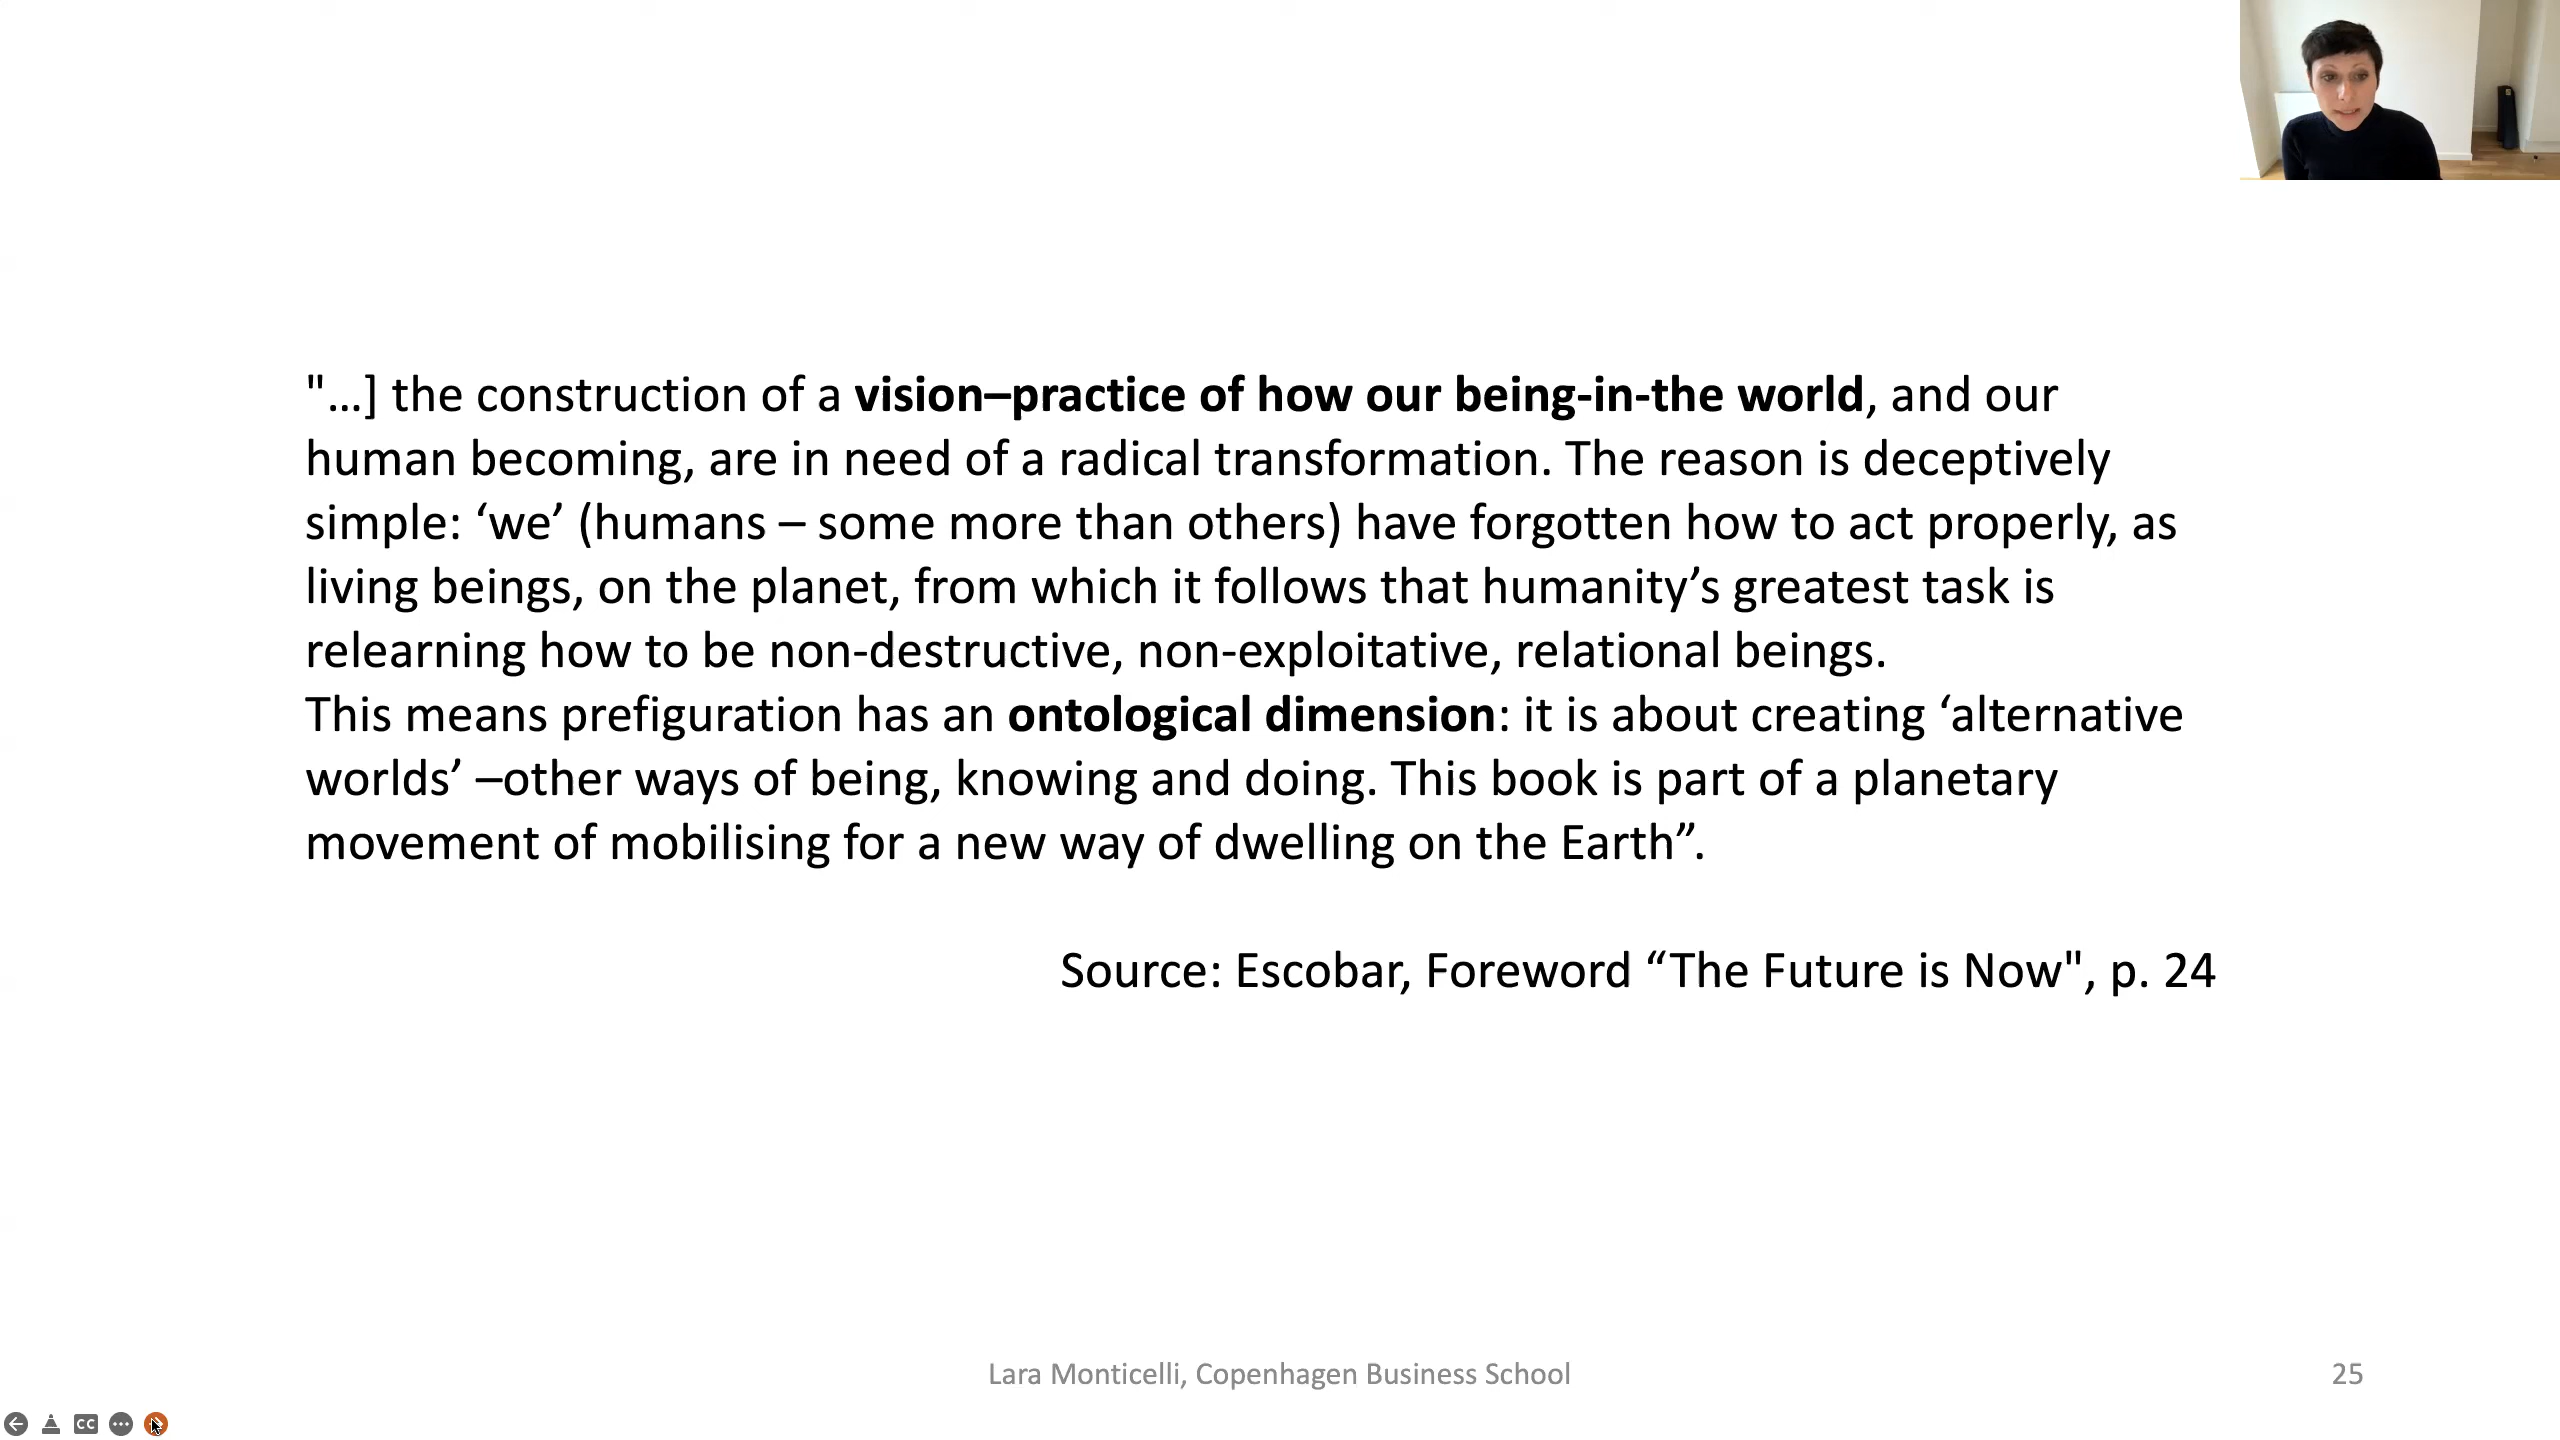 "…] the construction of a vision–practice of how our being-in-the world, and our
human becoming, are in need of a radical transformation. The reason is deceptively
simple: ‘we’ (humans – some more than others) have forgotten how to act properly, as
living beings, on the planet, from which it follows that humanity’s greatest task is
relearning how to be non-destructive, non-exploitative, relational beings.
This means prefiguration has an ontological dimension: it is about creating ‘alternative
worlds’ –other ways of being, knowing and doing. This book is part of a planetary
movement of mobilising for a new way of dwelling on the Earth”.
Source: Escobar, Foreword “The Future is Now", p. 24
Lara Monticelli, Copenhagen Business School
25
CC